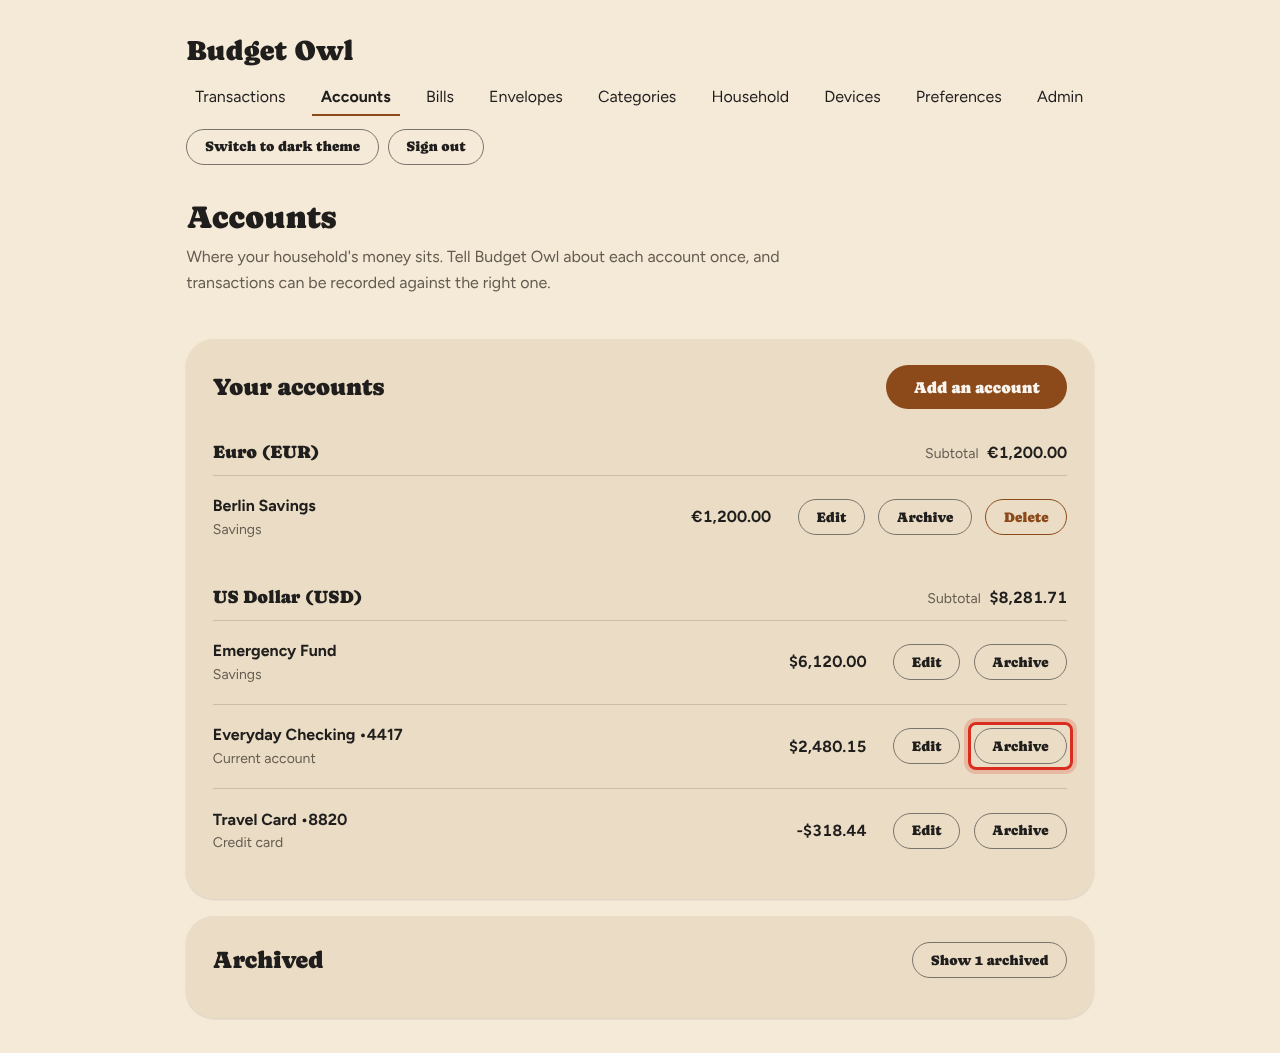 Budget Owl
Transactions Accounts Bills Envelopes Categories Household Devices Preferences Admin
Switch to dark theme Sign out
Accounts
Where your household's money sits. Tell Budget Owl about each account once, and
transactions can be recorded against the right one.
Your accounts Add an account
Euro (EUR) Subtotal €1,200.00
Berlin Savings
Savings
€1,200.00 Edit Archive Delete
US Dollar (USD) Subtotal $8,281.71
Emergency Fund
Savings
$6,120.00 Edit Archive
Everyday Checking •4417
Current account
$2,480.15 Edit Archive
Travel Card •8820
Credit card
-$318.44 Edit Archive
Archived Show 1 archived